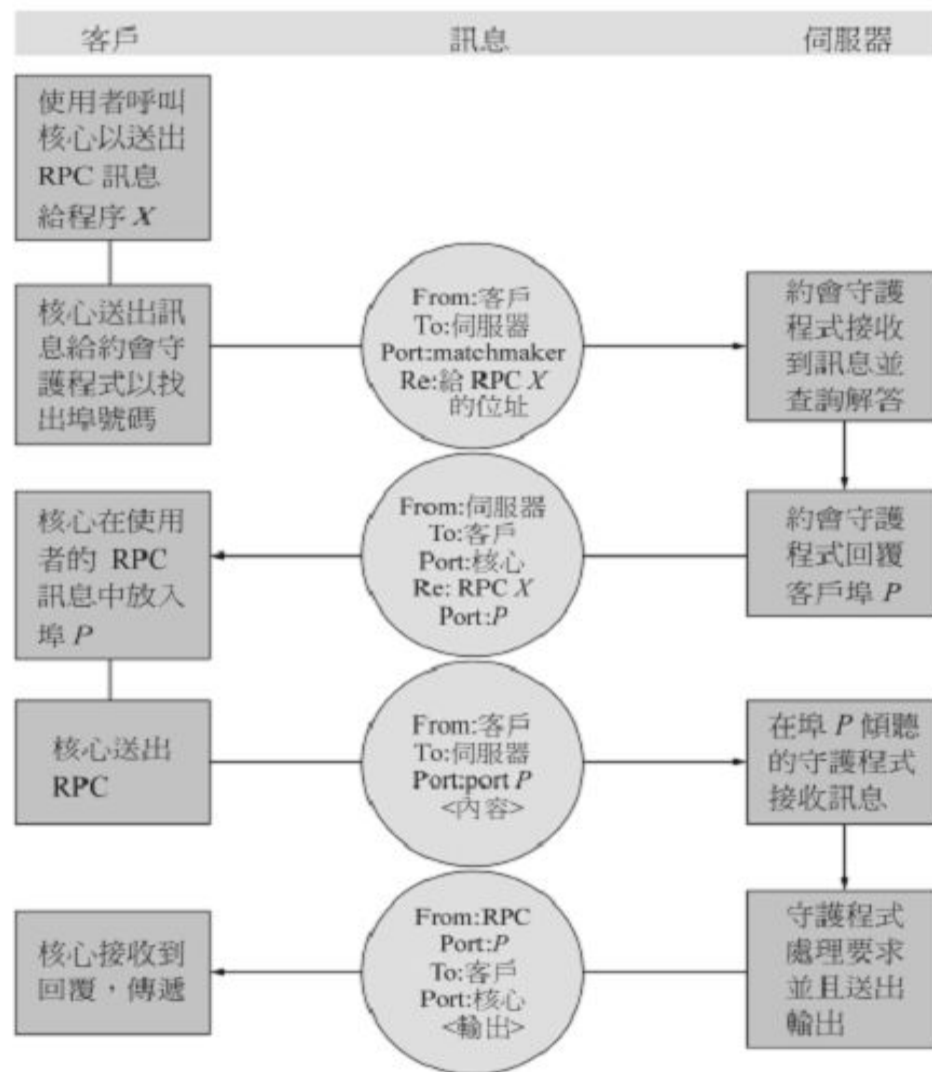 客戶 訊息 伺服器
使用者呼叫
核心以送出
RPC 訊息
給程序 X
核心送出訊
息給約會守
護程式以找
出埠號碼
From:客戶
To:伺服器
Port:matchmaker
Re:給 RPC X
的位址
約會守護
程式接收
到訊息並
查詢解答
核心在使用
者的 RPC
訊息中放入
埠 P
From:伺服器
To:客戶
Port:核心
Re: RPC X
Port:P
約會守護
程式回覆
客戶埠 P
核心送出
RPC
From:客戶
To:伺服器
Port:port P
<內容>
在埠 P 傾聽
的守護程式
接收訊息
核心接收到
回覆，傳遞
From:RPC
Port:P
To:客戶
Port:核心
<輸出>
守護程式
處理要求
並且送出
輸出